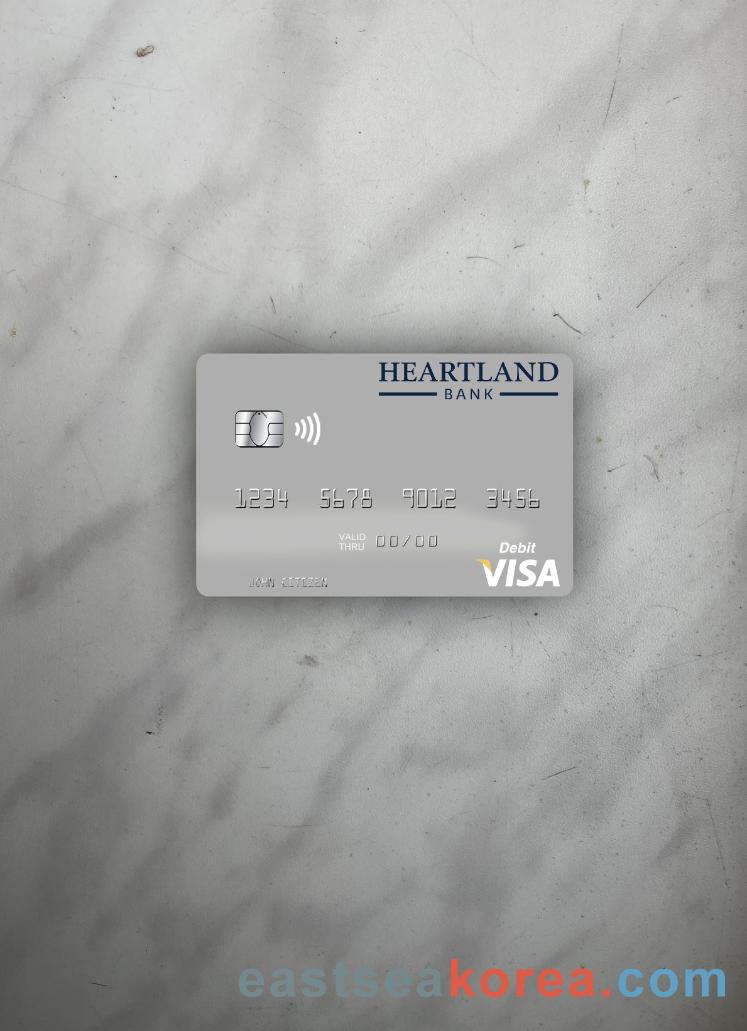 HEARTLAND
BANK
1234 5678 9012 3456
VALID
THRU 00/00
Debit
VISA
JOHN CITIZEN
eastseakorea.com